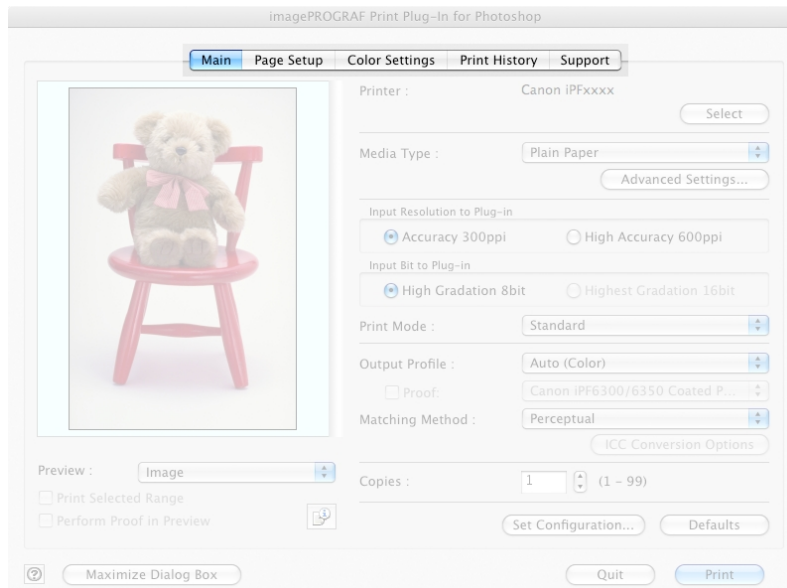 imagePROGRAF Print Plug-In for Photoshop
Main Page Setup Color Settings Print History Support
Printer : Canon iPFxxxx
Select
Media Type : Plain Paper
Advanced Settings...
Input Resolution to Plug-in
Accuracy 300ppi High Accuracy 600ppi
Input Bit to Plug-in
High Gradation 8bit Highest Gradation 16bit
Print Mode : Standard
Output Profile : Auto (Color)
Proof: Canon iPF6300/6350 Coated P...
Matching Method : Perceptual
ICC Conversion Options
Preview : Image
Print Selected Range
Perform Proof in Preview
Copies : 1 (1 - 99)
Set Configuration... Defaults
? Maximize Dialog Box Quit Print